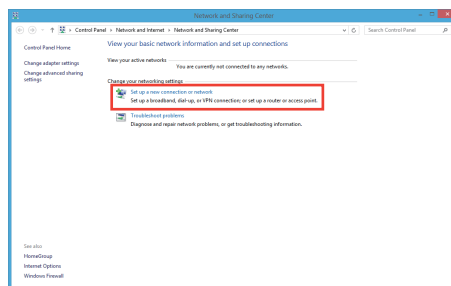 Network and Sharing Center
« Control Panel » Network and Internet » Network and Sharing Center
Search Control Panel
Control Panel Home
Change adapter settings
Change advanced sharing
settings
View your basic network information and set up connections
View your active networks
You are currently not connected to any networks.
Change your networking settings
Set up a new connection or network
Set up a broadband, dial-up, or VPN connection; or set up a router or access point.
Troubleshoot problems
Diagnose and repair network problems, or get troubleshooting information.
See also
HomeGroup
Internet Options
Windows Firewall